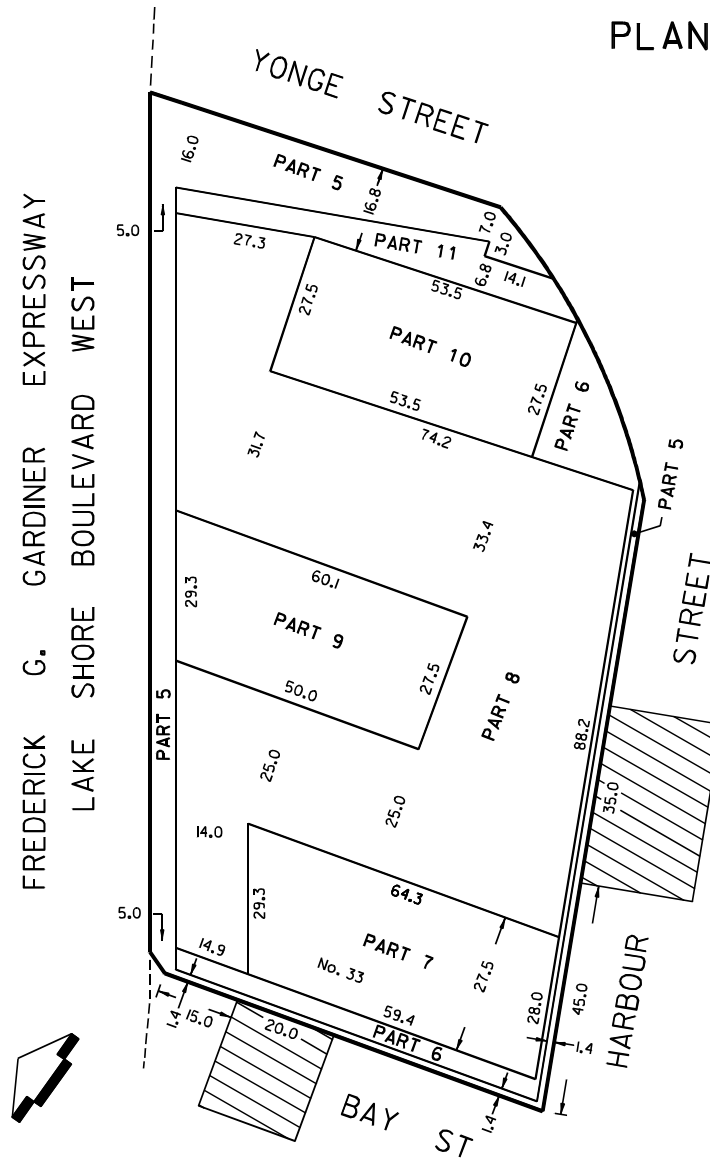 PLAN
YONGE STREET
16.0
PART 5
16.8
7.0
3.0
5.0
27.3
PART 11
6.8
14.1
53.5
27.5
PART 10
27.5
PART 6
53.5
74.2
31.7
PART 5
33.4
FREDERICK G. GARDINER EXPRESSWAY
LAKE SHORE BOULEVARD WEST
60.1
29.3
PART 9
27.5
50.0
PART 5
PART 8
88.2
STREET
35.0
25.0
25.0
14.0
64.3
29.3
5.0
14.9
PART 7
No. 33
27.5
59.4
28.0
45.0
HARBOUR
1.4
15.0
20.0
PART 6
1.4
1.4
BAY ST